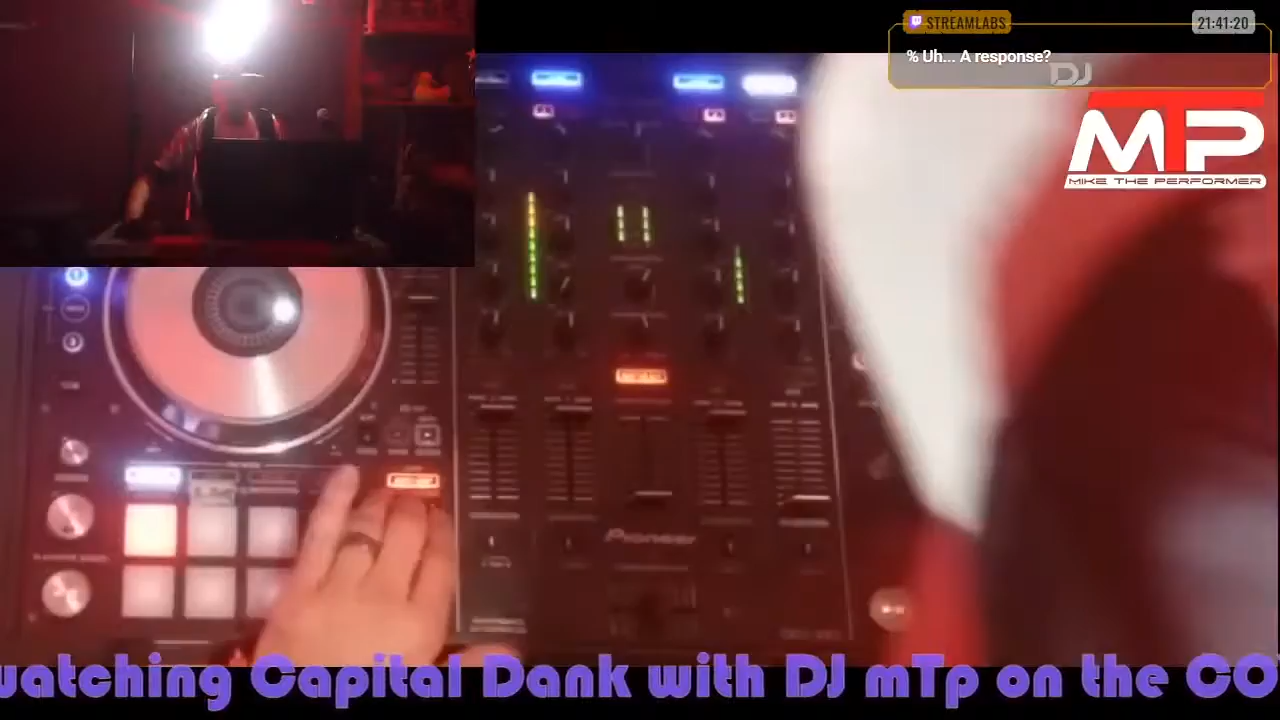 STREAMLABS
21:41:20
% Uh... A response?
DJ
MTP
MIKE THE PERFORMER
Pioneer
watching Capital Dank with DJ mTp on the CO